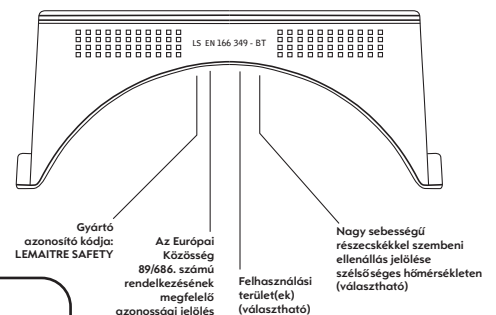 LS EN 166 349 - BT
Gyártó
azonosító kódja:
LEMAITRE SAFETY
Az Európai
Közösség
89/686. számú
rendelkezésének
megfelelő
azonossági jelölés
Felhasználási
terület(ek)
(választható)
Nagy sebességű
részecskékkel szembeni
ellenállás jelölése
szélsőséges hőmérsékleten
(választható)